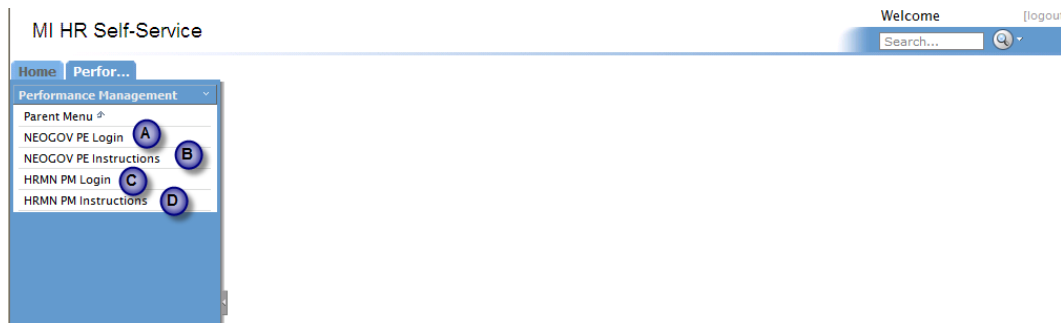 Welcome [logout
MI HR Self-Service
Search...
Home Perfor...
Performance Management
Parent Menu
NEOGOV PE Login A
NEOGOV PE Instructions B
HRMN PM Login C
HRMN PM Instructions D